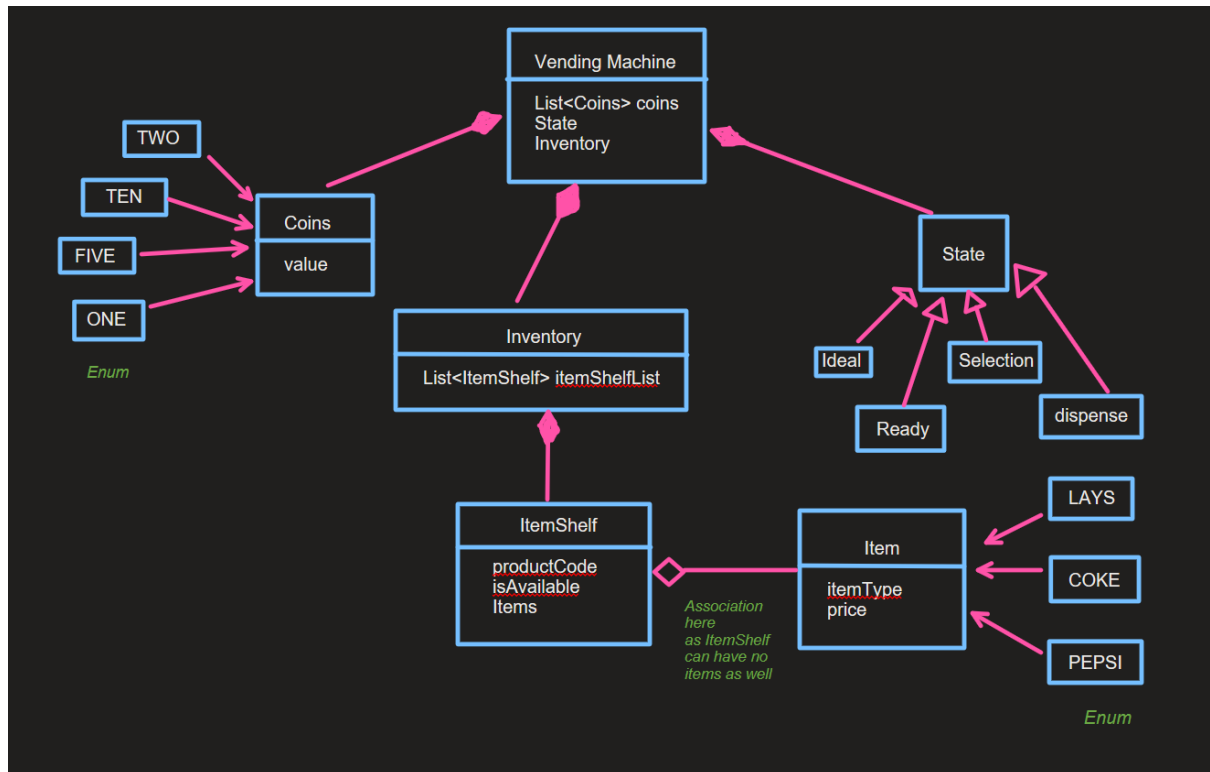 Vending Machine
List<Coins> coins
State
Inventory
TWO
TEN
FIVE
ONE
Enum
Coins
value
State
Ideal
Ready
Selection
dispense
Inventory
List<ItemShelf> itemShelfList
ItemShelf
productCode
isAvailable
Items
Association
here
as ItemShelf
can have no
items as well
Item
itemType
price
LAYS
COKE
PEPSI
Enum